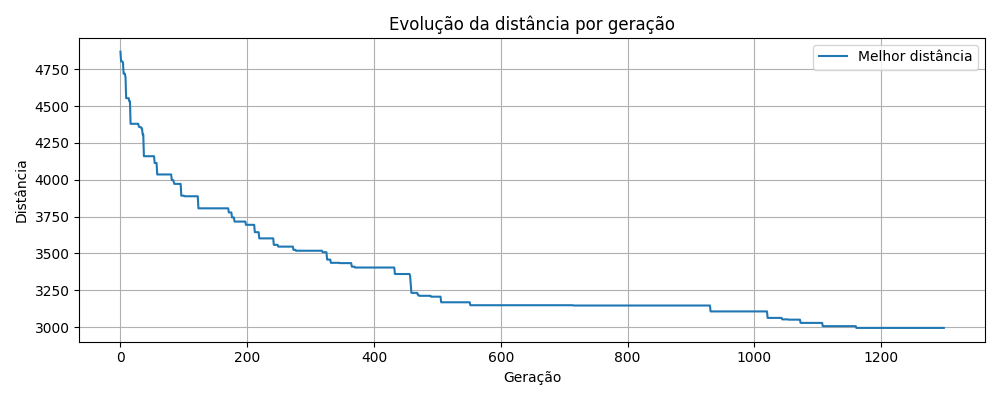 Evolução da distância por geração
Melhor distância
Distância
4750
4500
4250
4000
3750
3500
3250
3000
0 200 400 600 800 1000 1200
Geração